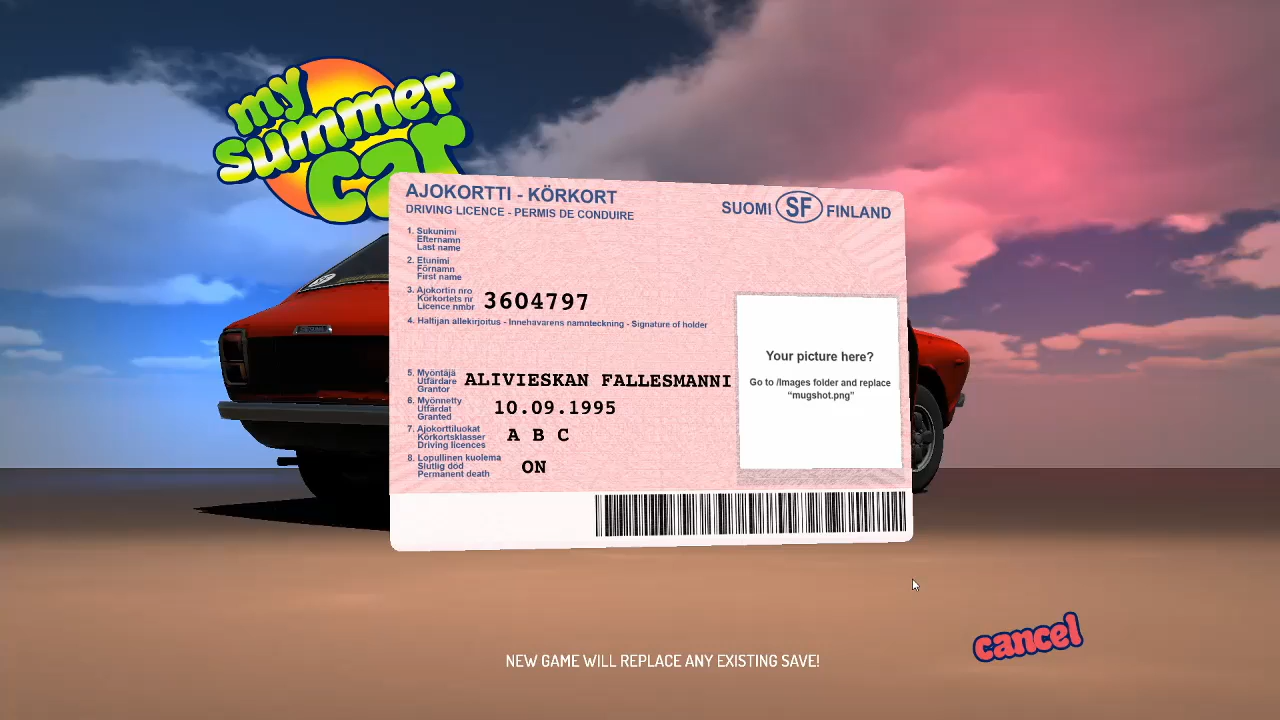 my
summer
car
AJOKORTTI - KÖRKORT
DRIVING LICENCE - PERMIS DE CONDUIRE
SUOMI SF FINLAND
1. Sukunimi
Efternamn
Last name
2. Etunimi
Förnamn
First name
3. Ajokortin nro
Körkortets nr
Licence nmbr
3604797
4. Haltijan allekirjoitus - Innehavarens namnteckning - Signature of holder
5. Myöntäjä
Utfärdare
Grantor
ALIVIESKAN FALLESMANNI
6. Myönnetty
Utfärdat
Granted
10.09.1995
7. Ajokorttiluokat
Körkortsklasser
Driving licences
A B C
8. Lopullinen kuolema
Slutlig död
Permanent death
ON
Your picture here?
Go to /Images folder and replace
“mugshot.png”
cancel
NEW GAME WILL REPLACE ANY EXISTING SAVE!